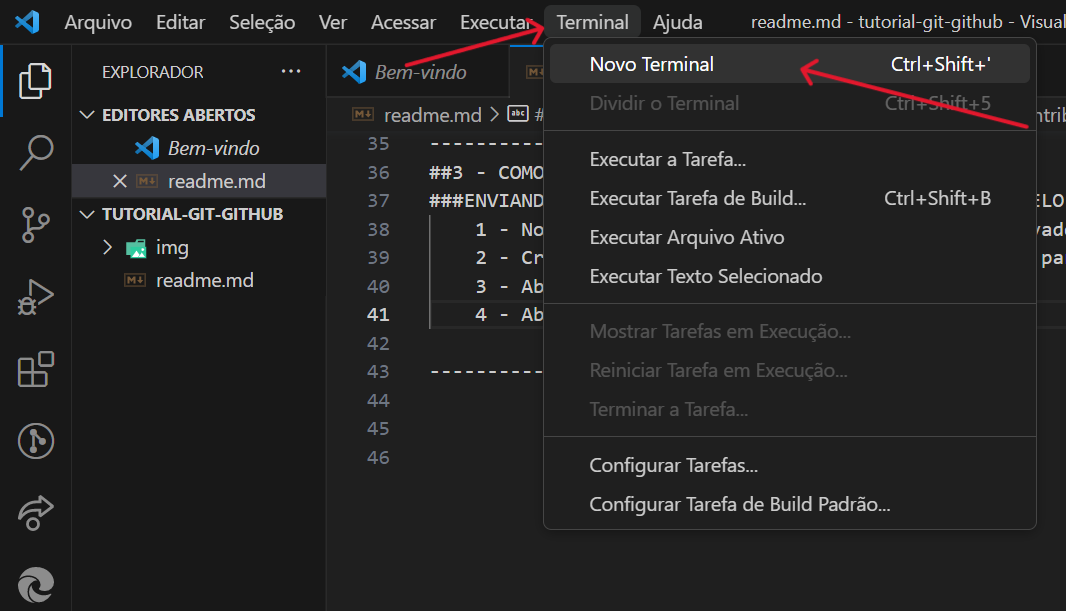 Arquivo Editar Seleção Ver Acessar Executar Terminal Ajuda readme.md - tutorial-git-github - Visual
EXPLORADOR ···
EDITORES ABERTOS
Bem-vindo
readme.md
TUTORIAL-GIT-GITHUB
img
readme.md
Bem-vindo
readme.md > #
35 ----------
36 ##3 - COMO
37 ###ENVIAND ELO
38 1 - No vado
39 2 - Cr pa
40 3 - Ab
41 4 - Ab
42
43 ----------
44
45
46
Novo Terminal Ctrl+Shift+'
Dividir o Terminal Ctrl+Shift+5
Executar a Tarefa...
Executar Tarefa de Build... Ctrl+Shift+B
Executar Arquivo Ativo
Executar Texto Selecionado
Mostrar Tarefas em Execução...
Reiniciar Tarefa em Execução...
Terminar a Tarefa...
Configurar Tarefas...
Configurar Tarefa de Build Padrão...